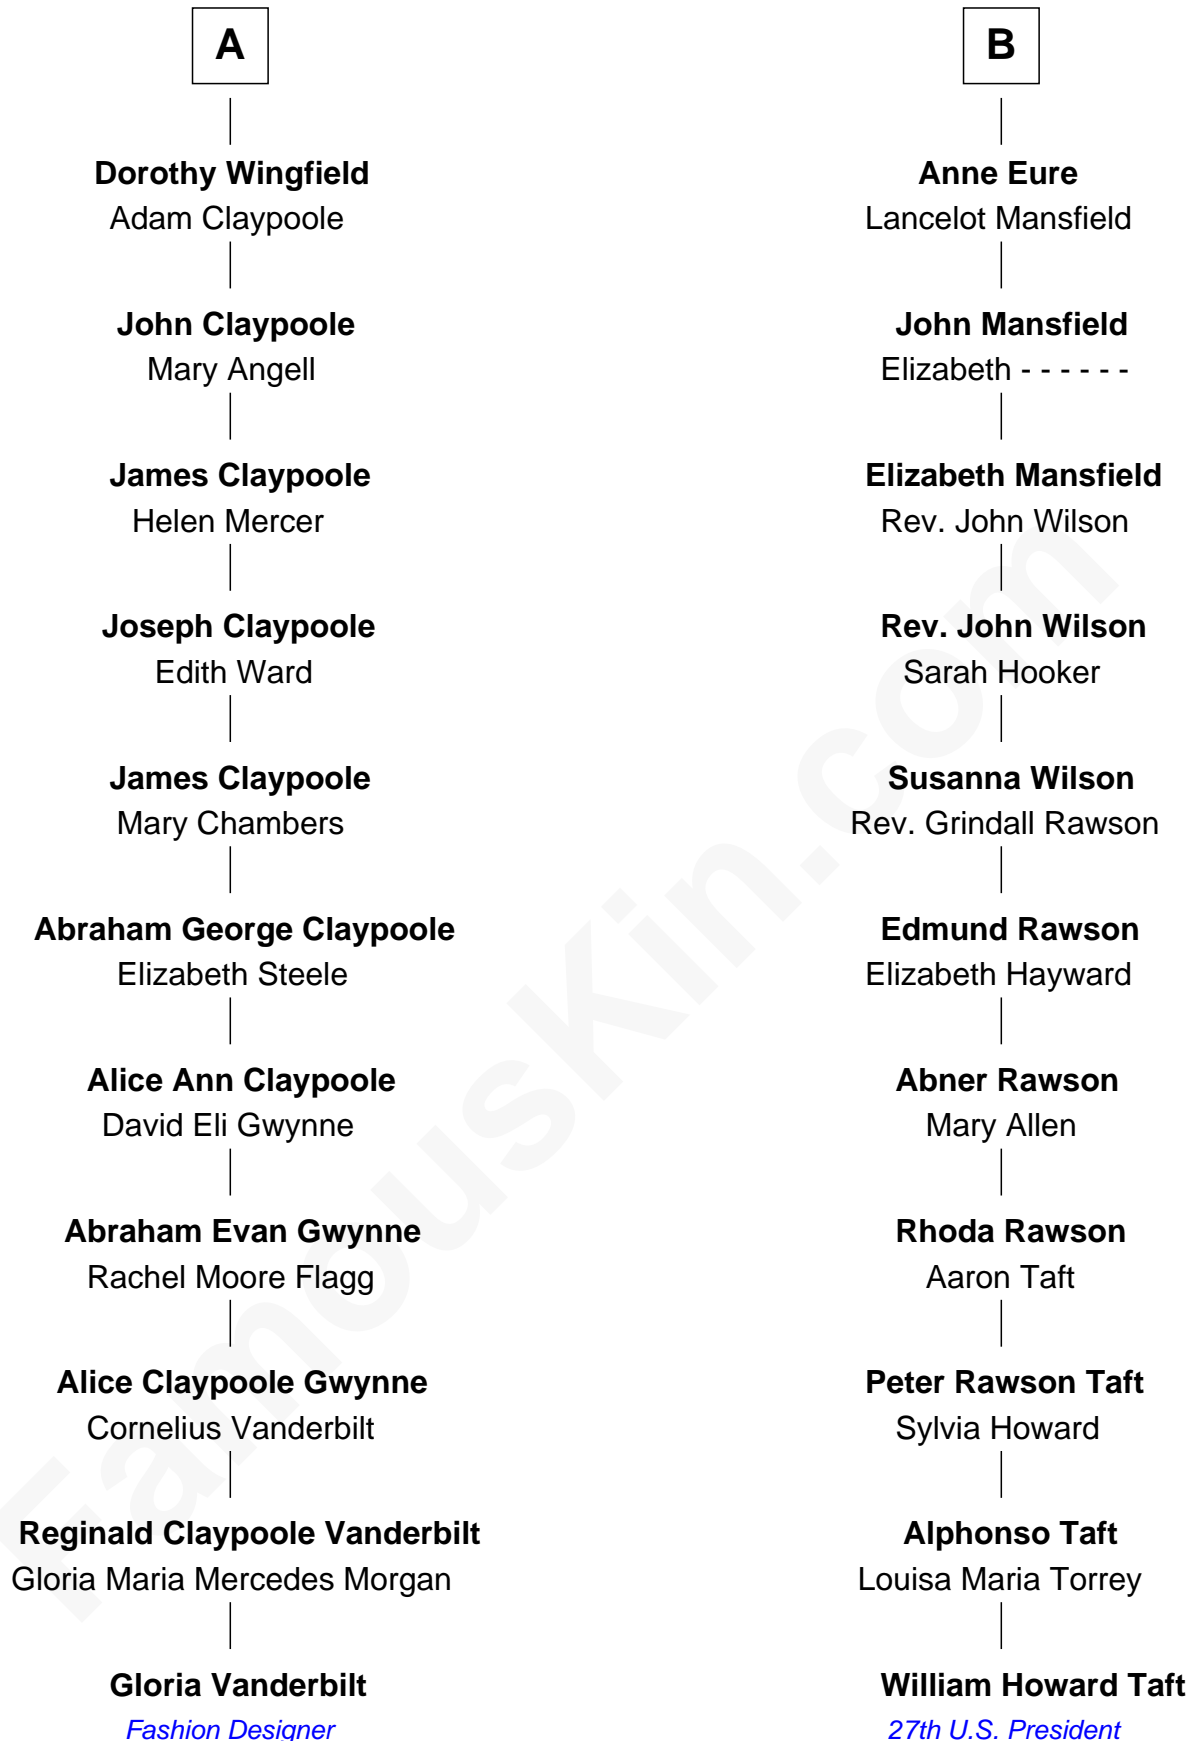 A
Dorothy Wingfield
Adam Claypoole
John Claypoole
Mary Angell
James Claypoole
Helen Mercer
Joseph Claypoole
Edith Ward
James Claypoole
Mary Chambers
Abraham George Claypoole
Elizabeth Steele
Alice Ann Claypoole
David Eli Gwynne
Abraham Evan Gwynne
Rachel Moore Flagg
Alice Claypoole Gwynne
Cornelius Vanderbilt
Reginald Claypoole Vanderbilt
Gloria Maria Mercedes Morgan
Gloria Vanderbilt
Fashion Designer
B
Anne Eure
Lancelot Mansfield
John Mansfield
Elizabeth - - - - - -
Elizabeth Mansfield
Rev. John Wilson
Rev. John Wilson
Sarah Hooker
Susanna Wilson
Rev. Grindall Rawson
Edmund Rawson
Elizabeth Hayward
Abner Rawson
Mary Allen
Rhoda Rawson
Aaron Taft
Peter Rawson Taft
Sylvia Howard
Alphonso Taft
Louisa Maria Torrey
William Howard Taft
27th U.S. President
FamousKin.com